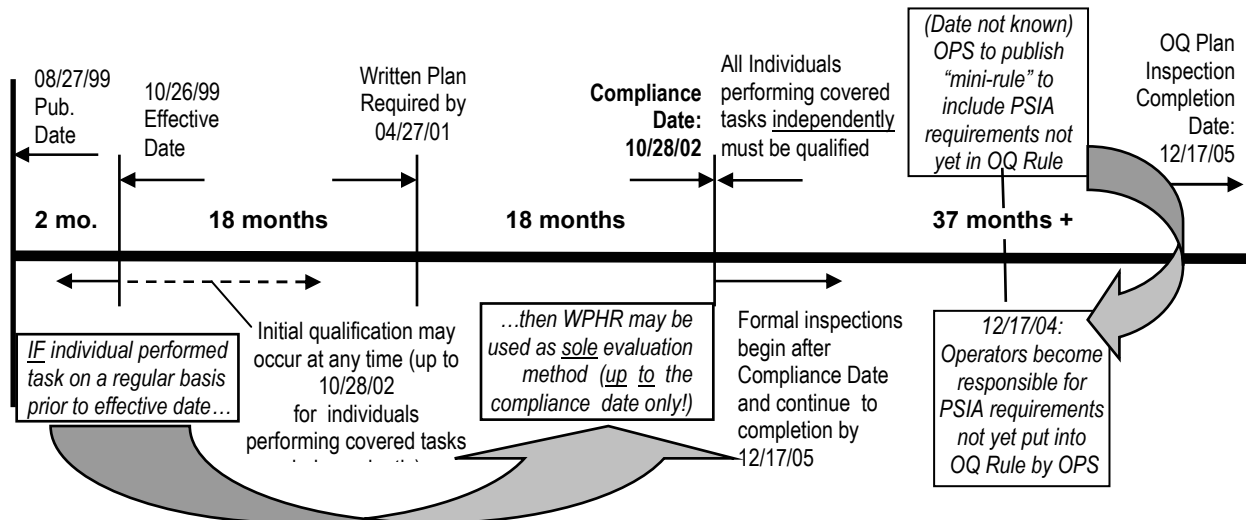 08/27/99
Pub.
Date
10/26/99
Effective
Date
Written Plan
Required by
04/27/01
Compliance
Date:
10/28/02
All Individuals
performing covered
tasks independently
must be qualified
(Date not known)
OPS to publish
“mini-rule” to
include PSIA
requirements not
yet in OQ Rule
OQ Plan
Inspection
Completion
Date:
12/17/05
2 mo.
18 months
18 months
37 months +
IF individual performed
task on a regular basis
prior to effective date…
Initial qualification may
occur at any time (up to
10/28/02
for individuals
performing covered tasks
…then WPHR may be
used as sole evaluation
method (up to the
compliance date only!)
Formal inspections
begin after
Compliance Date
and continue to
completion by
12/17/05
12/17/04:
Operators become
responsible for
PSIA requirements
not yet put into
OQ Rule by OPS